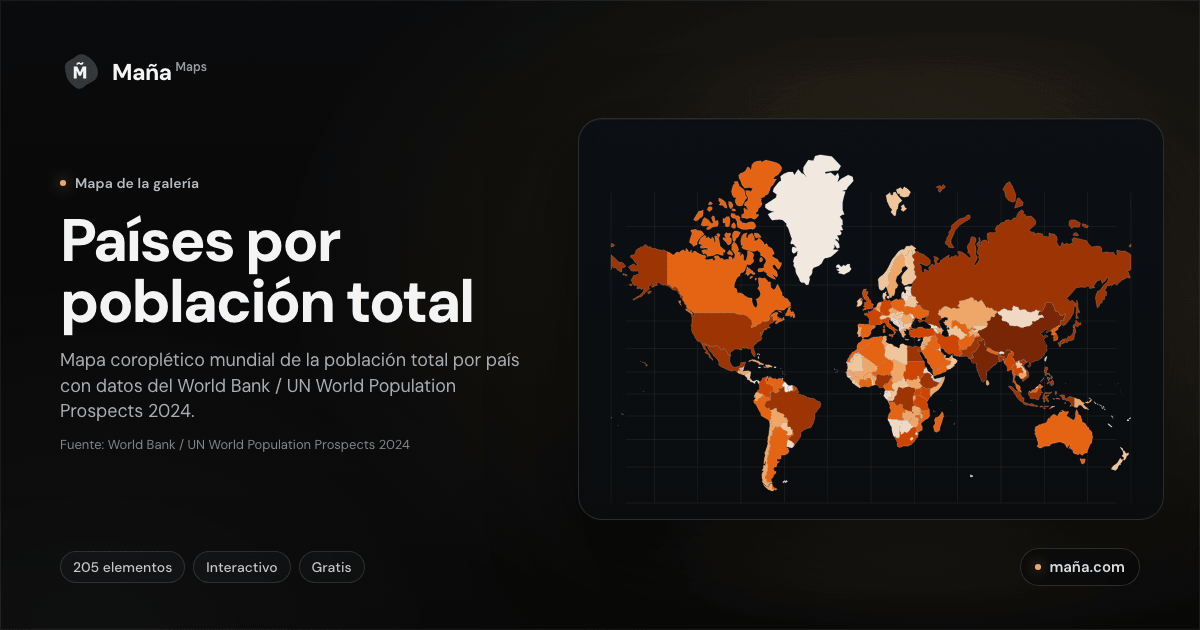 M̃
Maña Maps
Mapa de la galería
Países por
población total
Mapa coroplético mundial de la población total por país
con datos del World Bank / UN World Population
Prospects 2024.
Fuente: World Bank / UN World Population Prospects 2024
205 elementos
Interactivo
Gratis
maña.com